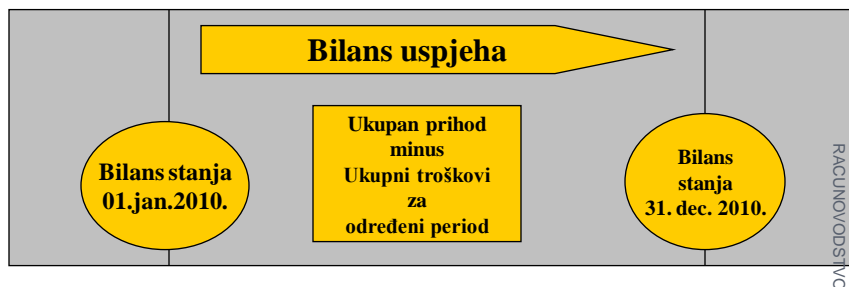 Bilans uspjeha
Bilans stanja
01.jan.2010.
Ukupan prihod
minus
Ukupni troškovi
za
određeni period
Bilans
stanja
31. dec. 2010.
RACUNOVODSTVO